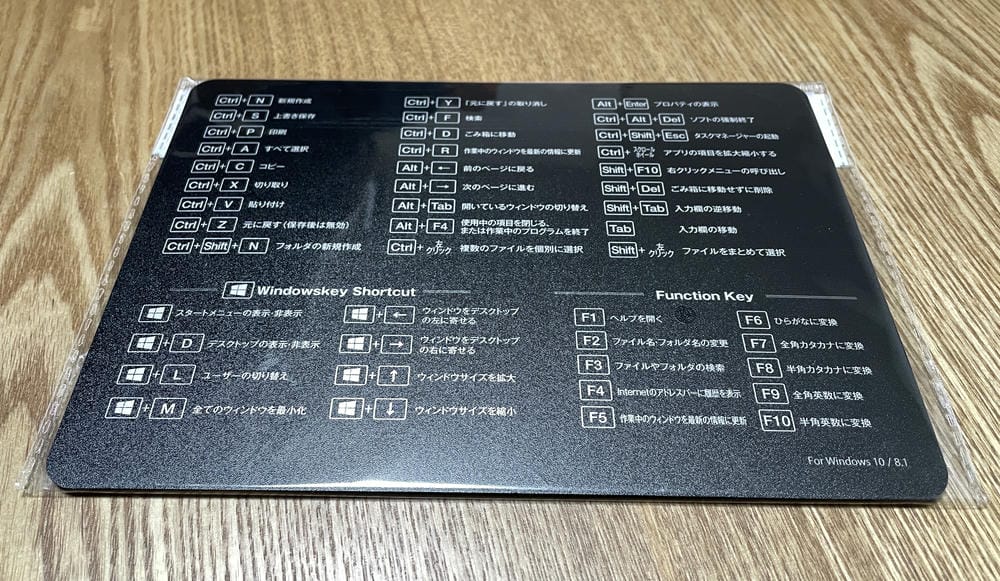 Ctrl+N 新規作成
Ctrl+S 上書き保存
Ctrl+P 印刷
Ctrl+A すべて選択
Ctrl+C コピー
Ctrl+X 切り取り
Ctrl+V 貼り付け
Ctrl+Z 元に戻す(保存後は無効)
Ctrl+Shift+N フォルダの新規作成
Ctrl+Y 「元に戻す」の取り消し
Ctrl+F 検索
Ctrl+D ごみ箱に移動
Ctrl+R 作業中のウィンドウを最新の情報に更新
Alt+← 前のページに戻る
Alt+→ 次のページに進む
Alt+Tab 開いているウィンドウの切り替え
Alt+F4 使用中の項目を閉じる、
または作業中のプログラムを終了
Ctrl+左クリック 複数のファイルを個別に選択
Alt+Enter プロパティの表示
Ctrl+Alt+Del ソフトの強制終了
Ctrl+Shift+Esc タスクマネージャーの起動
Ctrl+スクロールホイール アプリの項目を拡大縮小する
Shift+F10 右クリックメニューの呼び出し
Shift+Del ごみ箱に移動せずに削除
Shift+Tab 入力欄の逆移動
Tab 入力欄の移動
Shift+左クリック ファイルをまとめて選択
Windowskey Shortcut
スタートメニューの表示・非表示
+D デスクトップの表示・非表示
+L ユーザーの切り替え
+M 全てのウィンドウを最小化
+← ウィンドウをデスクトップ
の左に寄せる
+→ ウィンドウをデスクトップ
の右に寄せる
+↑ ウィンドウサイズを拡大
+↓ ウィンドウサイズを縮小
Function Key
F1 ヘルプを開く
F2 ファイル名・フォルダ名の変更
F3 ファイルやフォルダの検索
F4 Internetのアドレスバーに履歴を表示
F5 作業中のウィンドウを最新の情報に更新
F6 ひらがなに変換
F7 全角カタカナに変換
F8 半角カタカナに変換
F9 全角英数に変換
F10 半角英数に変換
For Windows 10 / 8.1